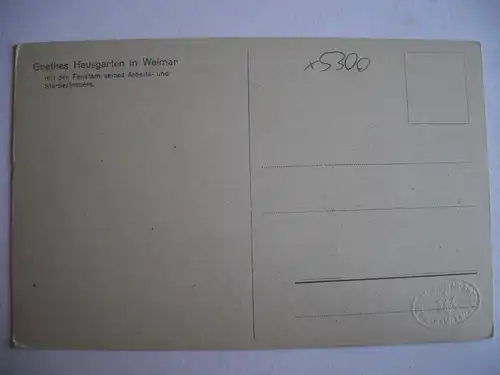 Goethes Hausgarten in Weimar
mit den Fenstern seines Arbeits- und
Sterbezimmers.
x5300